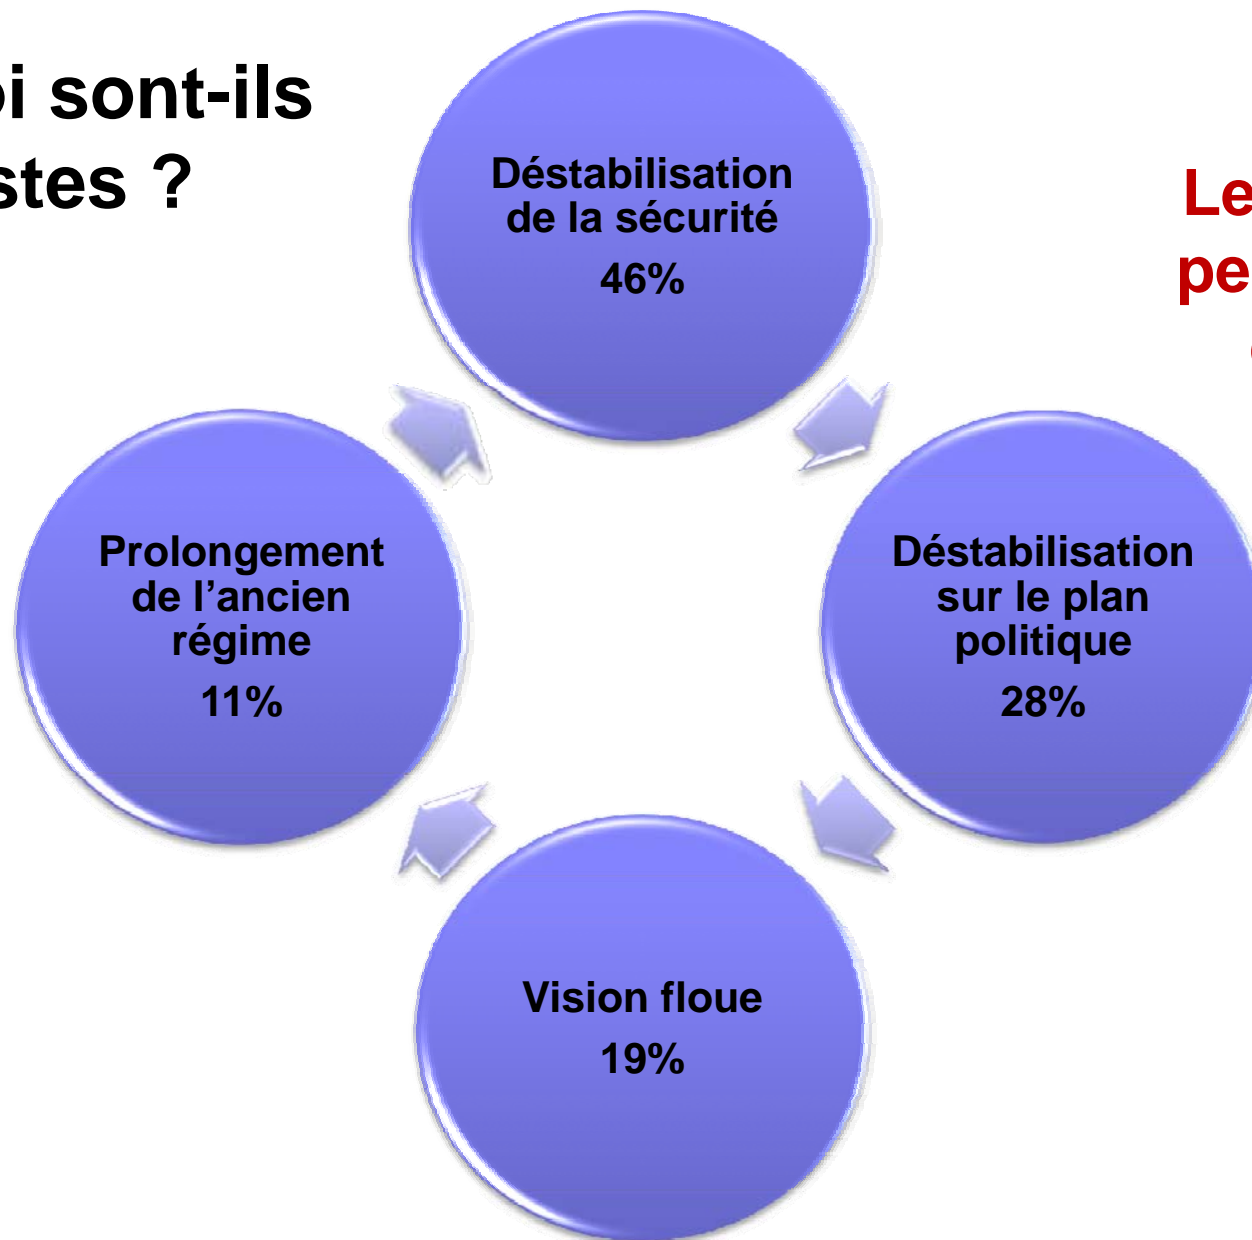 oi sont-ils
stes ?
Le
pe
Déstabilisation
de la sécurité
46%
Déstabilisation
sur le plan
politique
28%
Vision floue
19%
Prolongement
de l’ancien
régime
11%